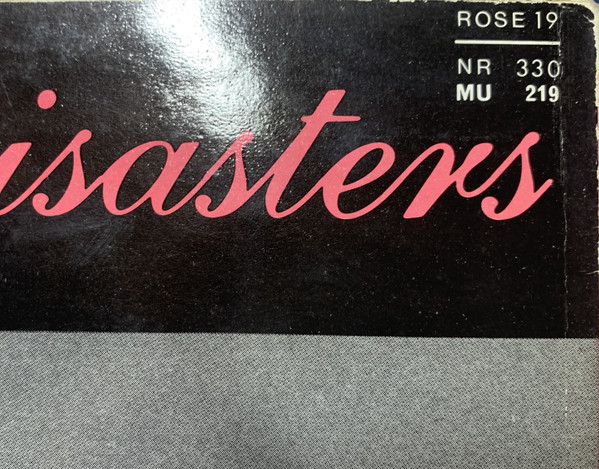 ROSE 19
NR 330
MU 219
isasters